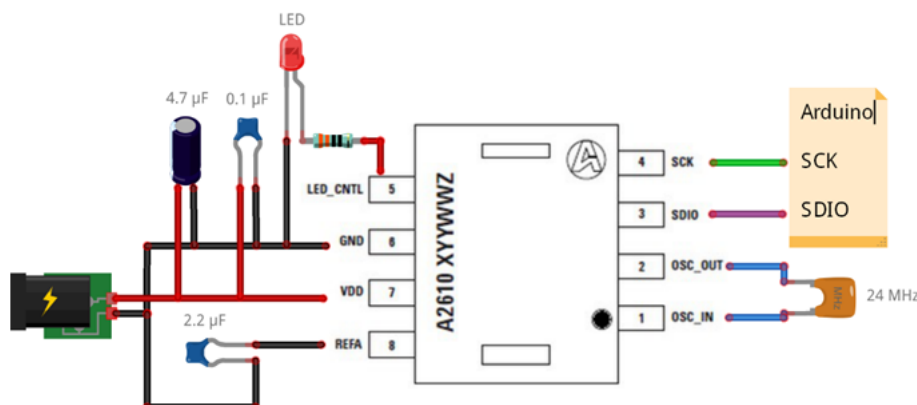 LED
4.7 µF
0.1 µF
LED_CNTL
5
GND
6
VDD
7
2.2 µF
REFA
8
A2610 XYYWWZ
4
SCK
3
SDIO
2
OSC_OUT
1
OSC_IN
Arduino
SCK
SDIO
MHz
24 MHz